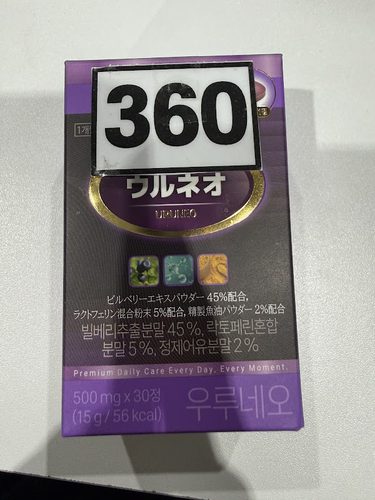 360
1개
ウルネオ
URUNEO
ビルベリーエキスパウダー 45%配合,
ラクトフェリン混合粉末 5%配合, 精製魚油パウダー 2%配合
빌베리추출분말 45%, 락토페린혼합
분말 5%, 정제어유분말 2%
Premium Daily Care Every Day, Every Moment.
500 mg x 30정
(15 g / 56 kcal)
우루네오